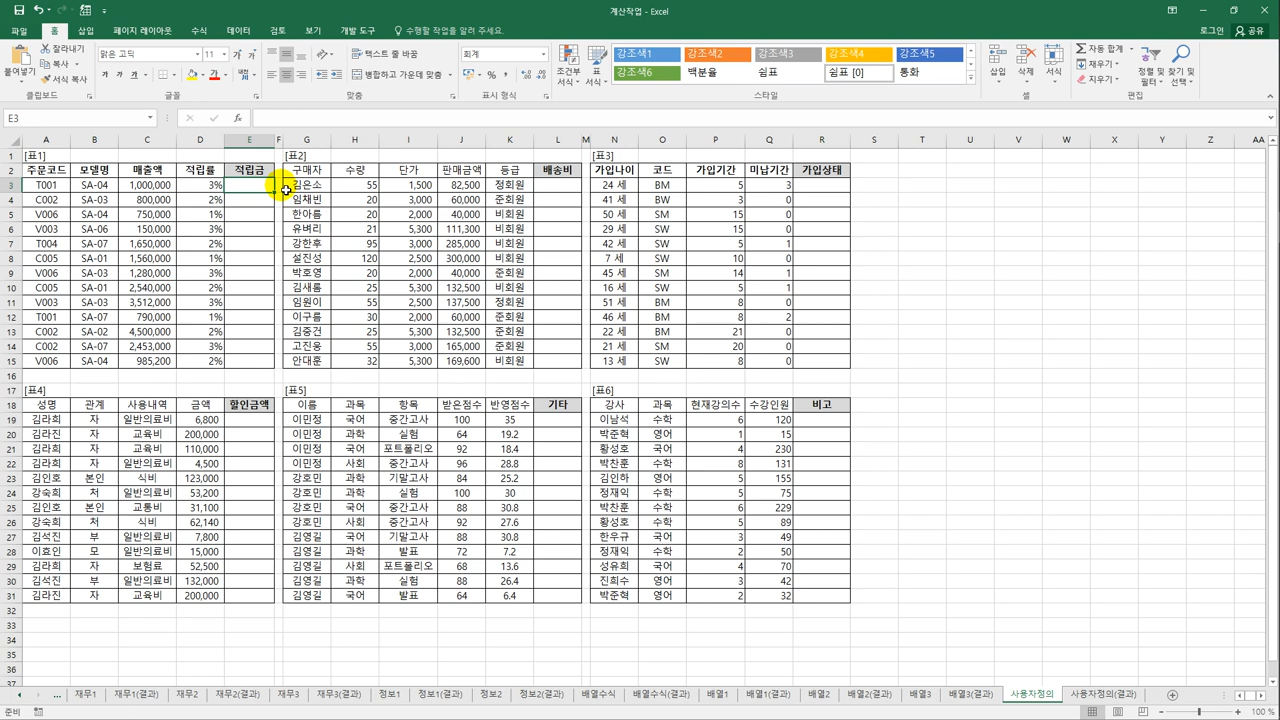 계산작업 - Excel
파일 홈 삽입 페이지 레이아웃 수식 데이터 검토 보기 개발 도구 수행할 작업을 알려 주세요. 로그인 공유
붙여넣기 잘라내기 복사 서식 복사 클립보드
맑은 고딕 11 가 가 가 가 가 가 글꼴
텍스트 줄 바꿈 병합하고 가운데 맞춤 맞춤
회계 % 표시 형식
조건부 서식 표 서식 강조색1 강조색2 강조색3 강조색4 강조색5
강조색6 백분율 쉼표 쉼표 [0] 통화 스타일
삽입 삭제 서식 셀
자동 합계 채우기 지우기 정렬 및 필터 찾기 및 선택 편집
E3 fx
A B C D E F G H I J K L M N O P Q R S T U V W X Y Z AA
1 [표1] [표2] [표3]
2 주문코드 모델명 매출액 적립률 적립금 구매자 수량 단가 판매금액 등급 배송비 가입나이 코드 가입기간 미납기간 가입상태
3 T001 SA-04 1,000,000 3% 김은소 55 1,500 82,500 정회원 24 세 BM 5 3
4 C002 SA-03 800,000 2% 임채빈 20 3,000 60,000 준회원 41 세 BW 3 0
5 V006 SA-04 750,000 1% 한아름 20 2,000 40,000 비회원 50 세 SM 15 0
6 V003 SA-06 150,000 3% 유벼리 21 5,300 111,300 비회원 29 세 SW 15 0
7 T004 SA-07 1,650,000 2% 강한후 95 3,000 285,000 비회원 42 세 SW 5 1
8 C005 SA-01 1,560,000 1% 설진성 120 2,500 300,000 비회원 7 세 SW 10 0
9 V006 SA-03 1,280,000 3% 박호영 20 2,000 40,000 준회원 45 세 SM 14 1
10 C005 SA-01 2,540,000 2% 김새롬 25 5,300 132,500 비회원 16 세 SW 5 1
11 V003 SA-03 3,512,000 3% 임원이 55 2,500 137,500 정회원 51 세 BM 8 0
12 T001 SA-07 790,000 1% 이구름 30 2,000 60,000 준회원 46 세 BM 8 2
13 C002 SA-02 4,500,000 2% 김중건 25 5,300 132,500 준회원 22 세 BM 21 0
14 C002 SA-07 2,453,000 3% 고진웅 55 3,000 165,000 준회원 21 세 SM 20 0
15 V006 SA-04 985,200 2% 안대훈 32 5,300 169,600 비회원 13 세 SW 8 0
16
17 [표4] [표5] [표6]
18 성명 관계 사용내역 금액 할인금액 이름 과목 항목 받은점수 반영점수 기타 강사 과목 현재강의수 수강인원 비고
19 김라희 자 일반의료비 6,800 이민정 국어 중간고사 100 35 이남석 수학 6 120
20 김라진 자 교육비 200,000 이민정 과학 실험 64 19.2 박준혁 영어 1 15
21 김라희 자 교육비 110,000 이민정 국어 포트폴리오 92 18.4 황성호 국어 4 230
22 김라희 자 일반의료비 4,500 이민정 사회 중간고사 96 28.8 박찬훈 수학 8 131
23 김인호 본인 식비 123,000 강호민 과학 기말고사 84 25.2 김인하 영어 5 155
24 강숙희 처 일반의료비 53,200 강호민 과학 실험 100 30 정재익 수학 5 75
25 김인호 본인 교통비 31,100 강호민 국어 중간고사 88 30.8 박찬훈 수학 6 229
26 강숙희 처 식비 62,140 강호민 사회 중간고사 92 27.6 황성호 국어 5 89
27 김석진 부 일반의료비 7,800 김영길 국어 기말고사 88 30.8 한우규 국어 3 49
28 이효인 모 일반의료비 15,000 김영길 과학 발표 72 7.2 정재익 수학 2 50
29 김라희 자 보험료 52,500 김영길 사회 포트폴리오 68 13.6 성유희 국어 4 70
30 김석진 부 일반의료비 132,000 김영길 과학 실험 88 26.4 진희수 영어 3 42
31 김라진 자 교육비 200,000 김영길 국어 발표 64 6.4 박준혁 영어 2 32
32
33
34
35
36
37
... 재무1 재무1(결과) 재무2 재무2(결과) 재무3 재무3(결과) 정보1 정보1(결과) 정보2 정보2(결과) 배열수식 배열수식(결과) 배열1 배열1(결과) 배열2 배열2(결과) 배열3 배열3(결과) 사용자정의 사용자정의(결과)
준비 100 %